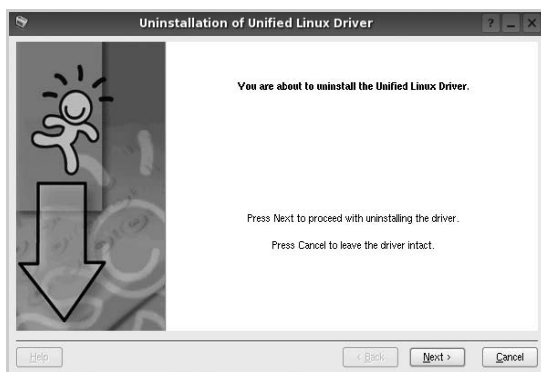 Uninstallation of Unified Linux Driver
? _ X
You are about to uninstall the Unified Linux Driver.
Press Next to proceed with uninstalling the driver.
Press Cancel to leave the driver intact.
Help
< Back
Next >
Cancel